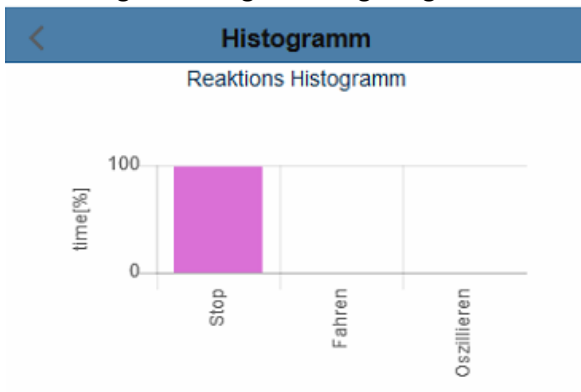 Histogramm
Reaktions Histogramm
100
time[%]
0
Stop
Fahren
Oszillieren